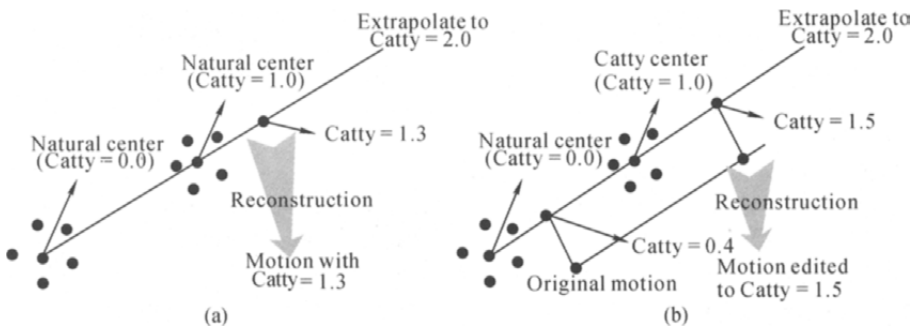 Extrapolate to
Catty = 2.0
Natural center
(Catty = 1.0)
Catty = 1.3
Natural center
(Catty = 0.0)
Reconstruction
Motion with
Catty = 1.3
(a)
Extrapolate to
Catty = 2.0
Catty center
(Catty = 1.0)
Catty = 1.5
Natural center
(Catty = 0.0)
Reconstruction
Catty = 0.4
Original motion
Motion edited
to Catty = 1.5
(b)